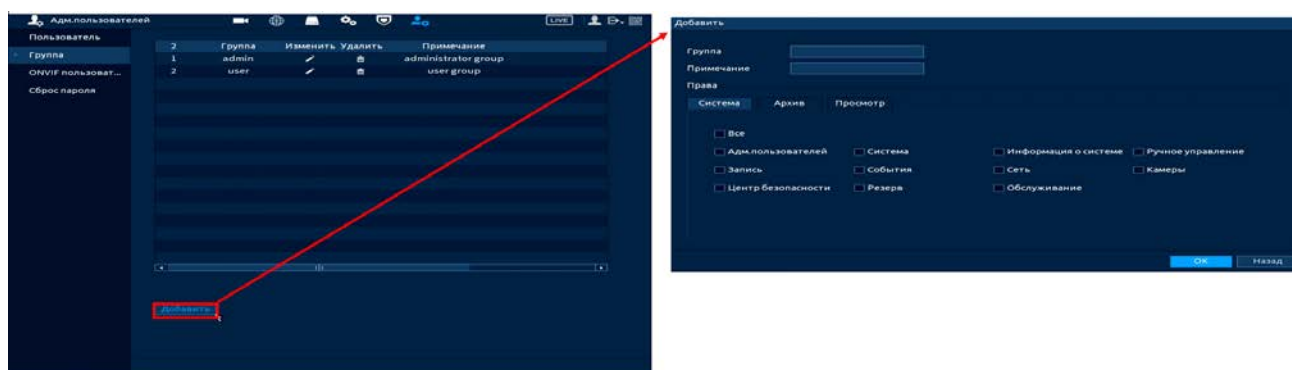 Адм.пользователей LIVE
Пользователь
Группа
ONVIF пользоват...
Сброс пароля
2 Группа Изменить Удалить Примечание
1 admin administrator group
2 user user group
Добавить
Добавить
Группа
Примечание
Права
Система Архив Просмотр
Все
Адм.пользователей Система Информация о системе Ручное управление
Запись События Сеть Камеры
Центр безопасности Резерв Обслуживание
OK Назад